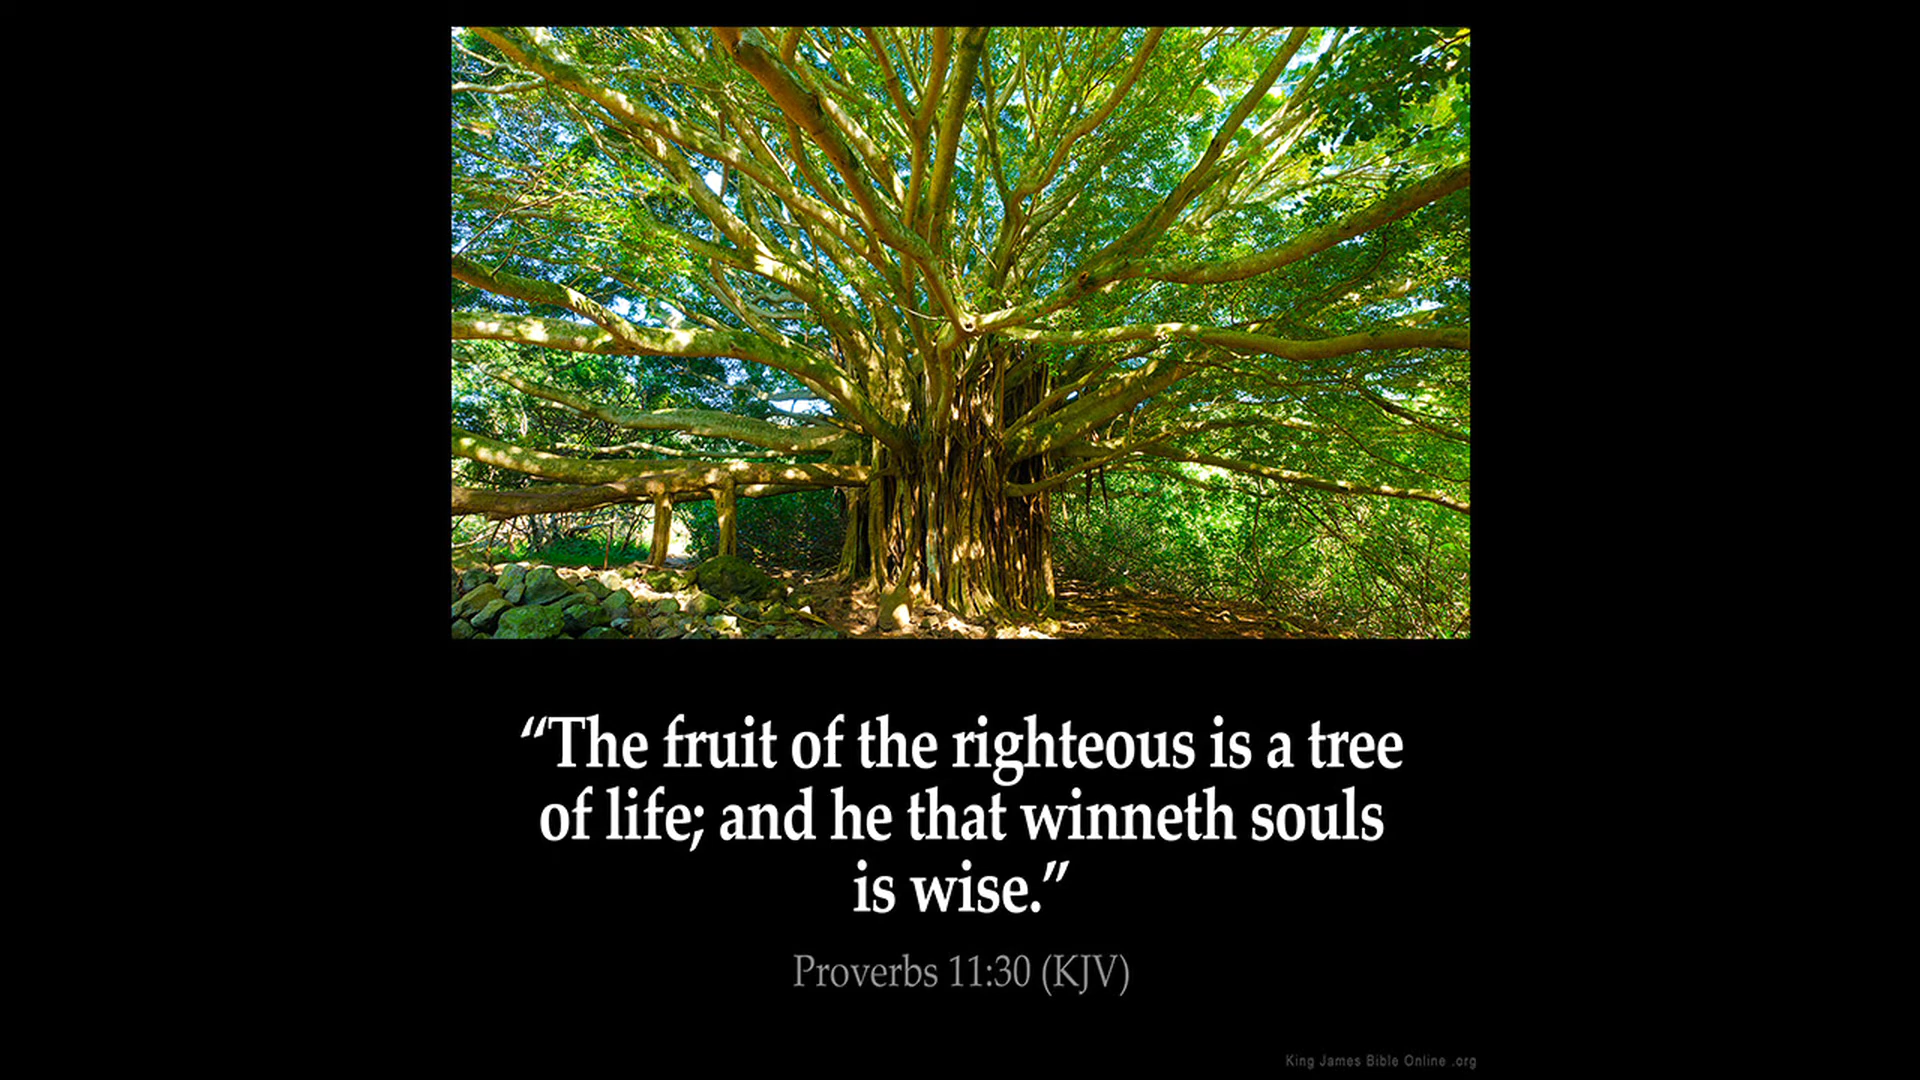 “The fruit of the righteous is a tree
of life; and he that winneth souls
is wise.”
Proverbs 11:30 (KJV)
King James Bible Online .org